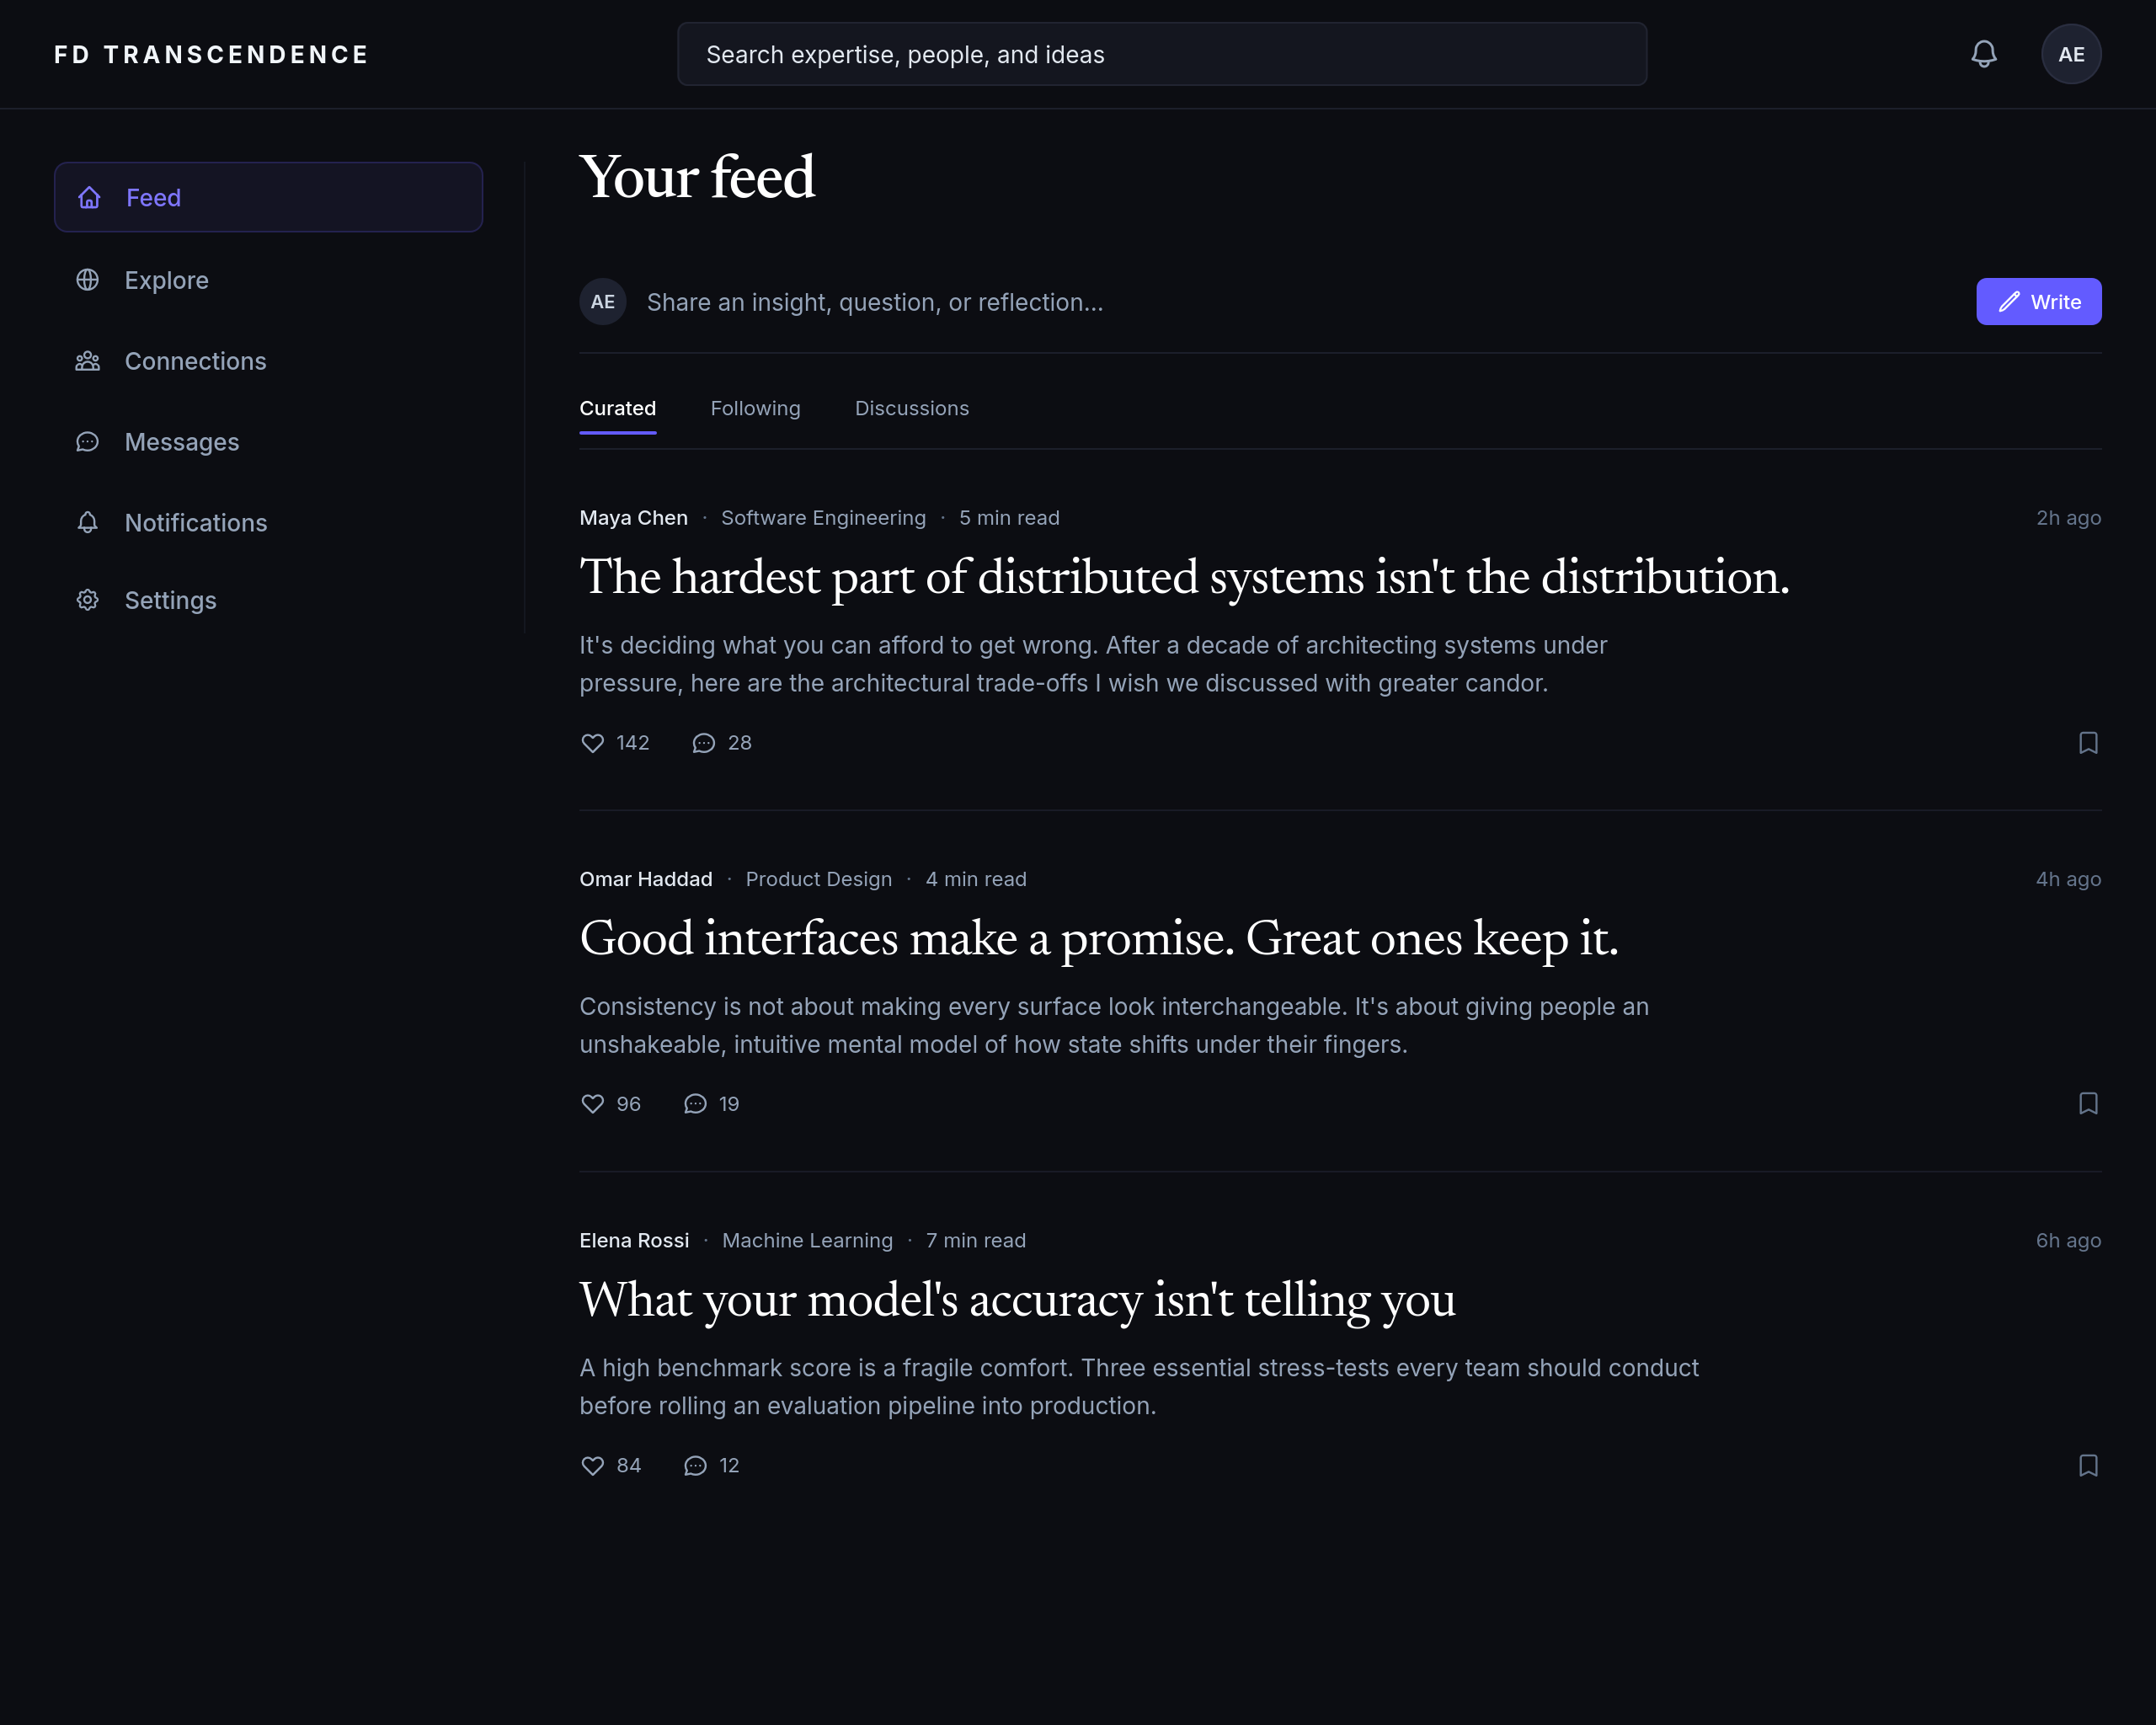 FD TRANSCENDENCE
Search expertise, people, and ideas
AE
Feed
Explore
Connections
Messages
Notifications
Settings
Your feed
AE
Share an insight, question, or reflection...
Write
Curated
Following
Discussions
Maya Chen · Software Engineering · 5 min read
2h ago
The hardest part of distributed systems isn't the distribution.
It's deciding what you can afford to get wrong. After a decade of architecting systems under
pressure, here are the architectural trade-offs I wish we discussed with greater candor.
142
28
Omar Haddad · Product Design · 4 min read
4h ago
Good interfaces make a promise. Great ones keep it.
Consistency is not about making every surface look interchangeable. It's about giving people an
unshakeable, intuitive mental model of how state shifts under their fingers.
96
19
Elena Rossi · Machine Learning · 7 min read
6h ago
What your model's accuracy isn't telling you
A high benchmark score is a fragile comfort. Three essential stress-tests every team should conduct
before rolling an evaluation pipeline into production.
84
12